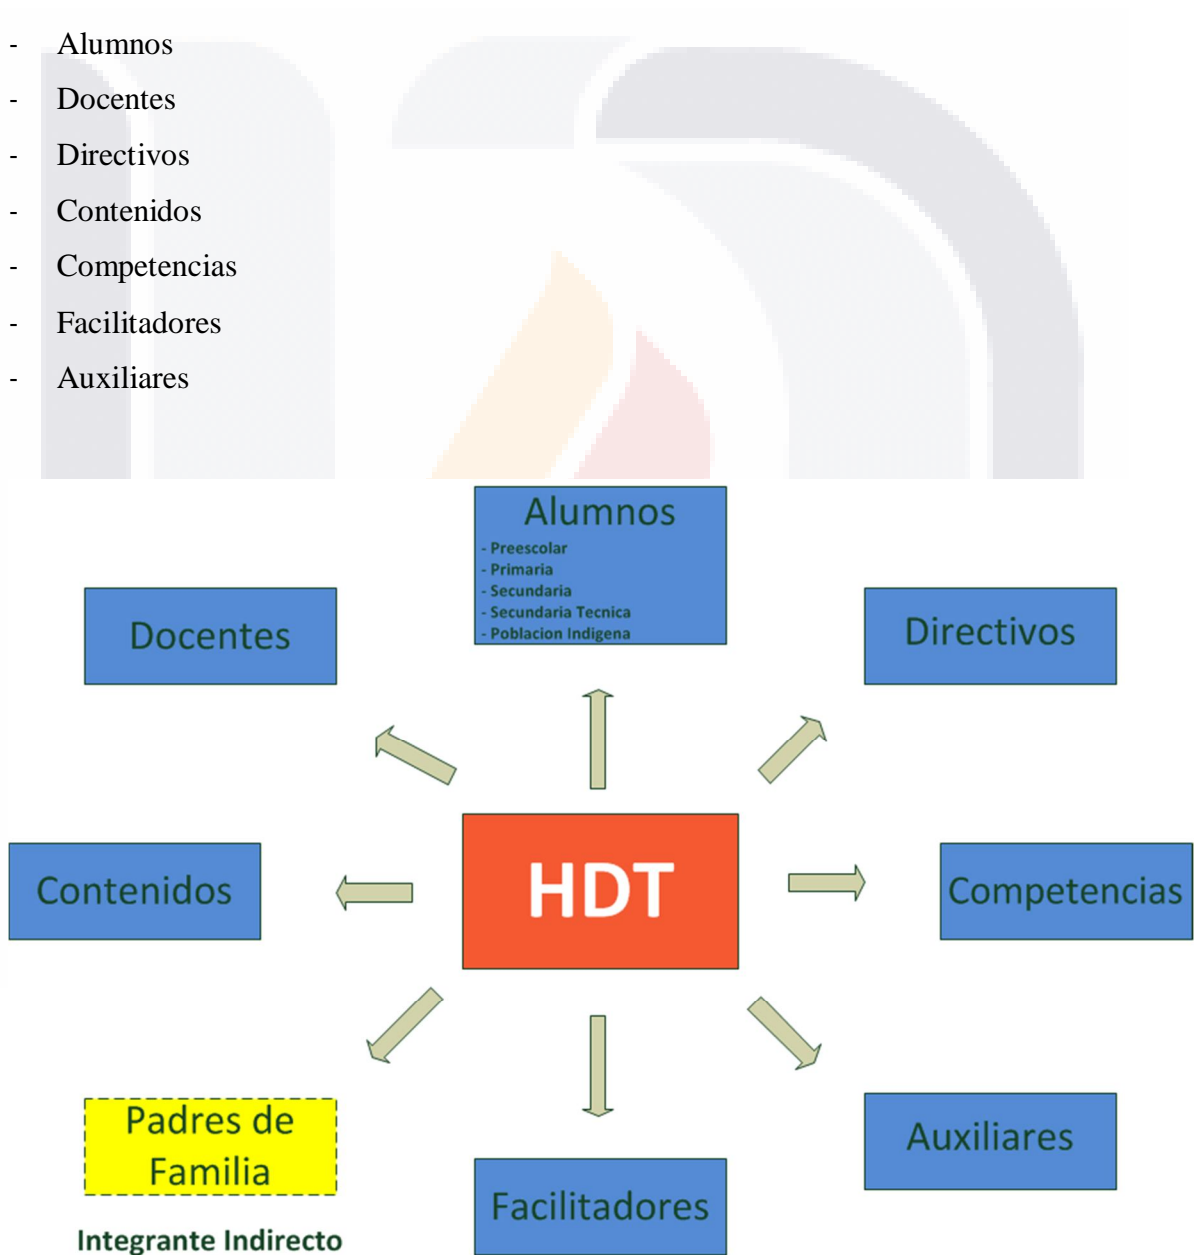 - Alumnos
- Docentes
- Directivos
- Contenidos
- Competencias
- Facilitadores
- Auxiliares
Alumnos
- Preescolar
- Primaria
- Secundaria
- Secundaria Tecnica
- Poblacion Indigena
Docentes
Directivos
Contenidos
HDT
Competencias
Padres de
Familia
Integrante Indirecto
Facilitadores
Auxiliares